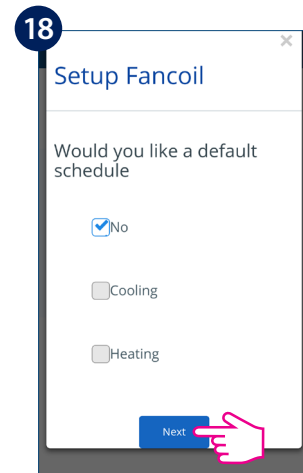 18
×
Setup Fancoil
Would you like a default
schedule
No
Cooling
Heating
Next